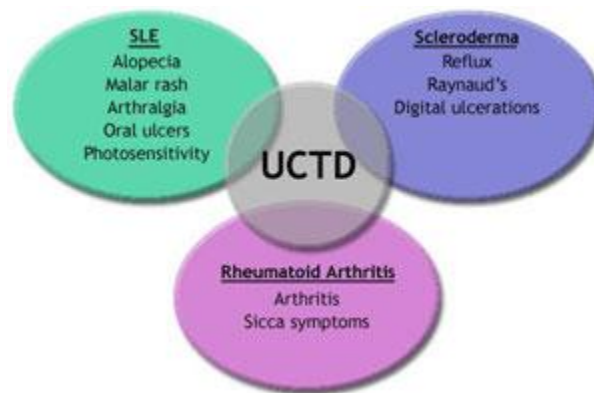 SLE
Alopecia
Malar rash
Arthralgia
Oral ulcers
Photosensitivity
Scleroderma
Reflux
Raynaud's
Digital ulcerations
UCTD
Rheumatoid Arthritis
Arthritis
Sicca symptoms